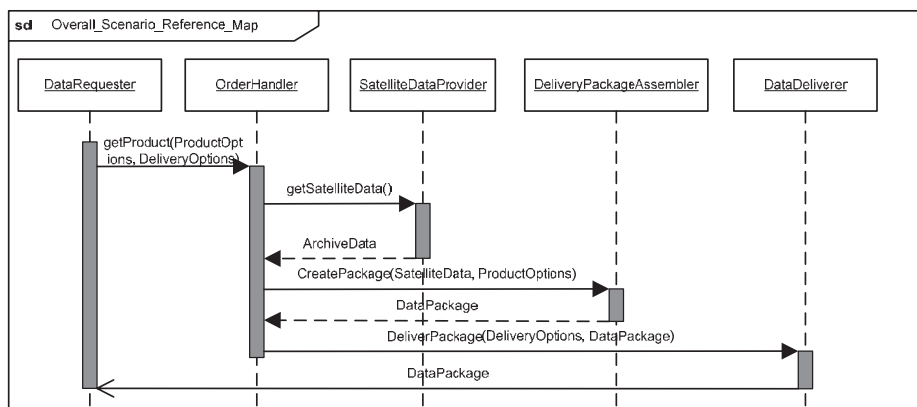 sd Overall_Scenario_Reference_Map
DataRequester
OrderHandler
SatelliteDataProvider
DeliveryPackageAssembler
DataDeliverer
getProduct(ProductOpt
ions, DeliveryOptions)
getSatelliteData()
ArchiveData
CreatePackage(SatelliteData, ProductOptions)
DataPackage
DeliverPackage(DeliveryOptions, DataPackage)
DataPackage